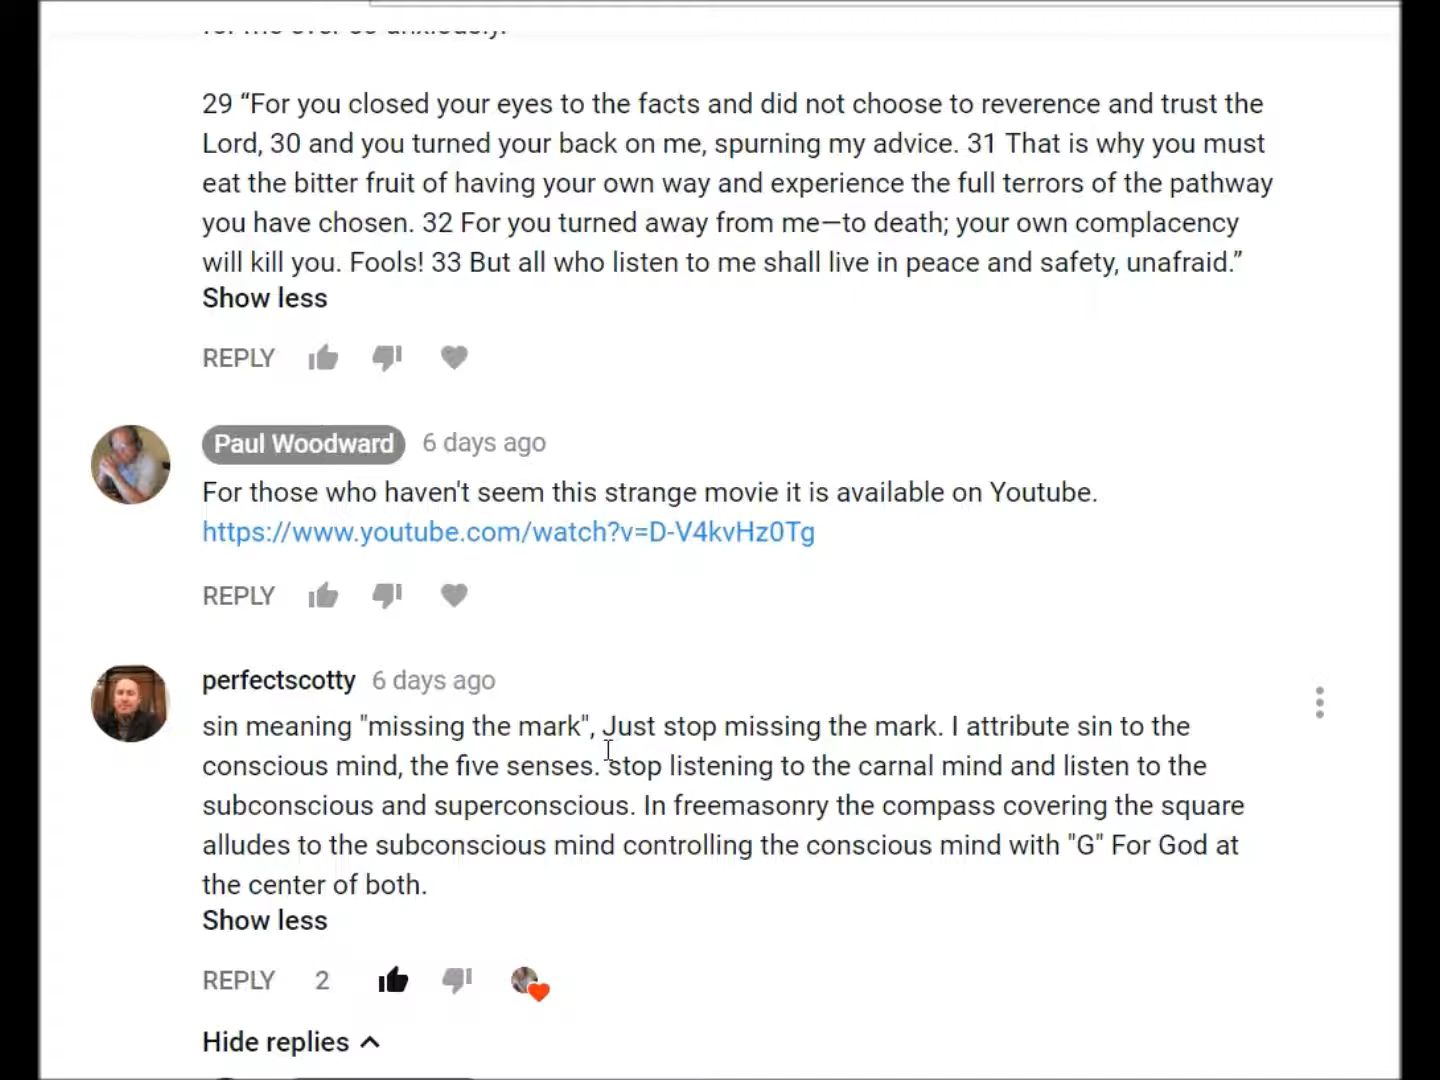 for me ever so anxiously.
29 “For you closed your eyes to the facts and did not choose to reverence and trust the
Lord, 30 and you turned your back on me, spurning my advice. 31 That is why you must
eat the bitter fruit of having your own way and experience the full terrors of the pathway
you have chosen. 32 For you turned away from me—to death; your own complacency
will kill you. Fools! 33 But all who listen to me shall live in peace and safety, unafraid.”
Show less
REPLY
Paul Woodward 6 days ago
For those who haven't seem this strange movie it is available on Youtube.
https://www.youtube.com/watch?v=D-V4kvHz0Tg
REPLY
perfectscotty 6 days ago
sin meaning "missing the mark", Just stop missing the mark. I attribute sin to the
conscious mind, the five senses. stop listening to the carnal mind and listen to the
subconscious and superconscious. In freemasonry the compass covering the square
alludes to the subconscious mind controlling the conscious mind with "G" For God at
the center of both.
Show less
REPLY 2
Hide replies